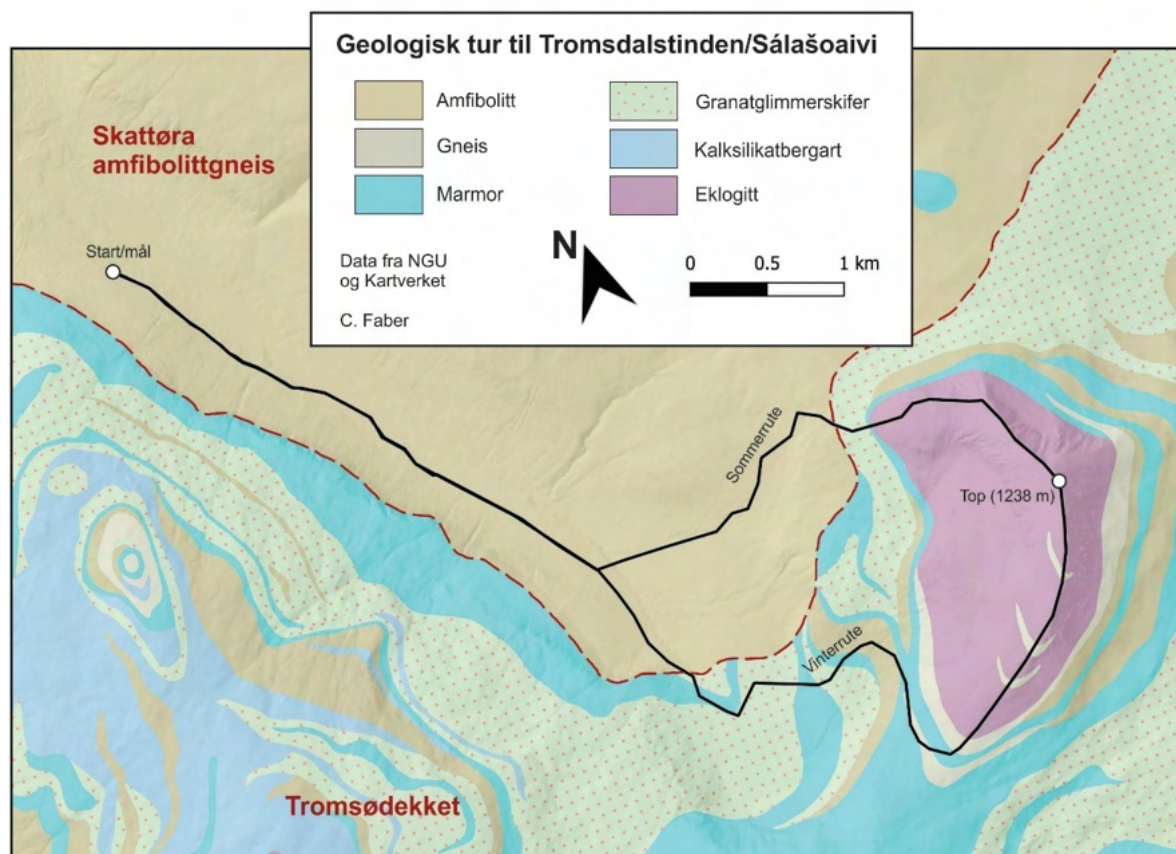 Geologisk tur til Tromsdalstinden/Sálašoaivi
Amfibolitt
Gneis
Marmor
Granatglimmerskifer
Kalksilikatbergart
Eklogitt
Data fra NGU
og Kartverket
C. Faber
N
0 0.5 1 km
Skattøra
amfibolittgneis
Start/mål
Sommerrute
Top (1238 m)
Vinterrute
Tromsødekket